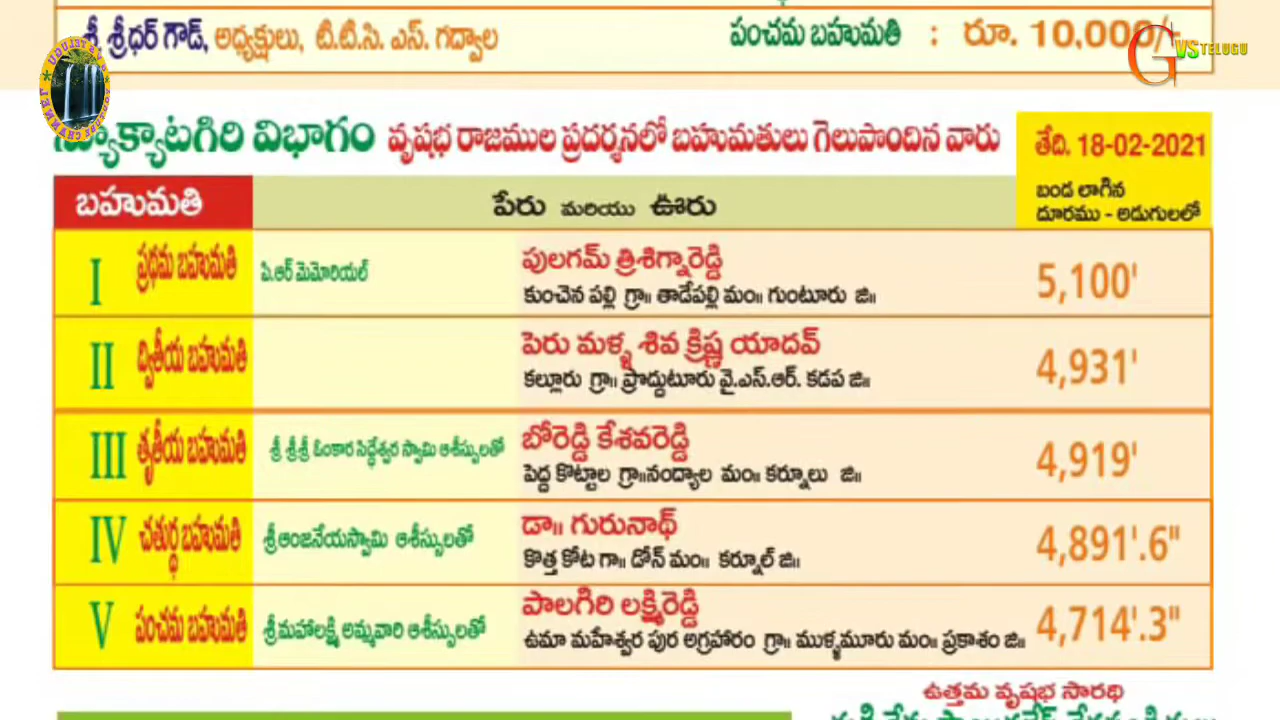 శ్రీ శ్రీధర్ గౌడ్, అధ్యక్షులు, టి.టి.సి. ఎస్. గద్వాల
పంచమ బహుమతి : రూ. 10,000/-
G VS TELUGU
న్యూక్యాటగిరి విభాగం వృషభ రాజముల ప్రదర్శనలో బహుమతులు గెలుపొందిన వారు
తేది. 18-02-2021
బహుమతి
పేరు మరియు ఊరు
బండ లాగిన
దూరము - అడుగులలో
I ప్రథమ బహుమతి
పి.ఆర్ మెమోరియల్
పులగమ్ త్రిశిగ్నారెడ్డి
కుంచెన పల్లి గ్రా॥ తాడేపల్లి మం॥ గుంటూరు జి॥
5,100'
II ద్వితీయ బహుమతి
పెరు మళ్ళ శివ క్రిష్ణ యాదవ్
కల్లూరు గ్రా॥ ప్రొద్దుటూరు వై.ఎస్.ఆర్. కడప జి॥
4,931'
III తృతీయ బహుమతి
శ్రీ శ్రీశ్రీ ఓంకార సిద్ధేశ్వర స్వామి ఆశీస్సులతో
బోరెడ్డి కేశవరెడ్డి
పెద్ద కొట్టాల గ్రా॥నంద్యాల మం॥ కర్నూలు జి॥
4,919'
IV చతుర్థ బహుమతి
శ్రీఆంజనేయస్వామి ఆశీస్సులతో
డా॥ గురునాథ్
కొత్త కోట గా॥ డోన్ మం॥ కర్నూల్ జి॥
4,891'.6"
V పంచమ బహుమతి
శ్రీమహాలక్ష్మి అమ్మవారి ఆశీస్సులతో
పాలగిరి లక్ష్మిరెడ్డి
ఉమా మహేశ్వర పుర అగ్రహారం గ్రా॥ ముళ్ళమూరు మం॥ ప్రకాశం జి॥
4,714'.3"
ఉత్తమ వృషభ సారథి